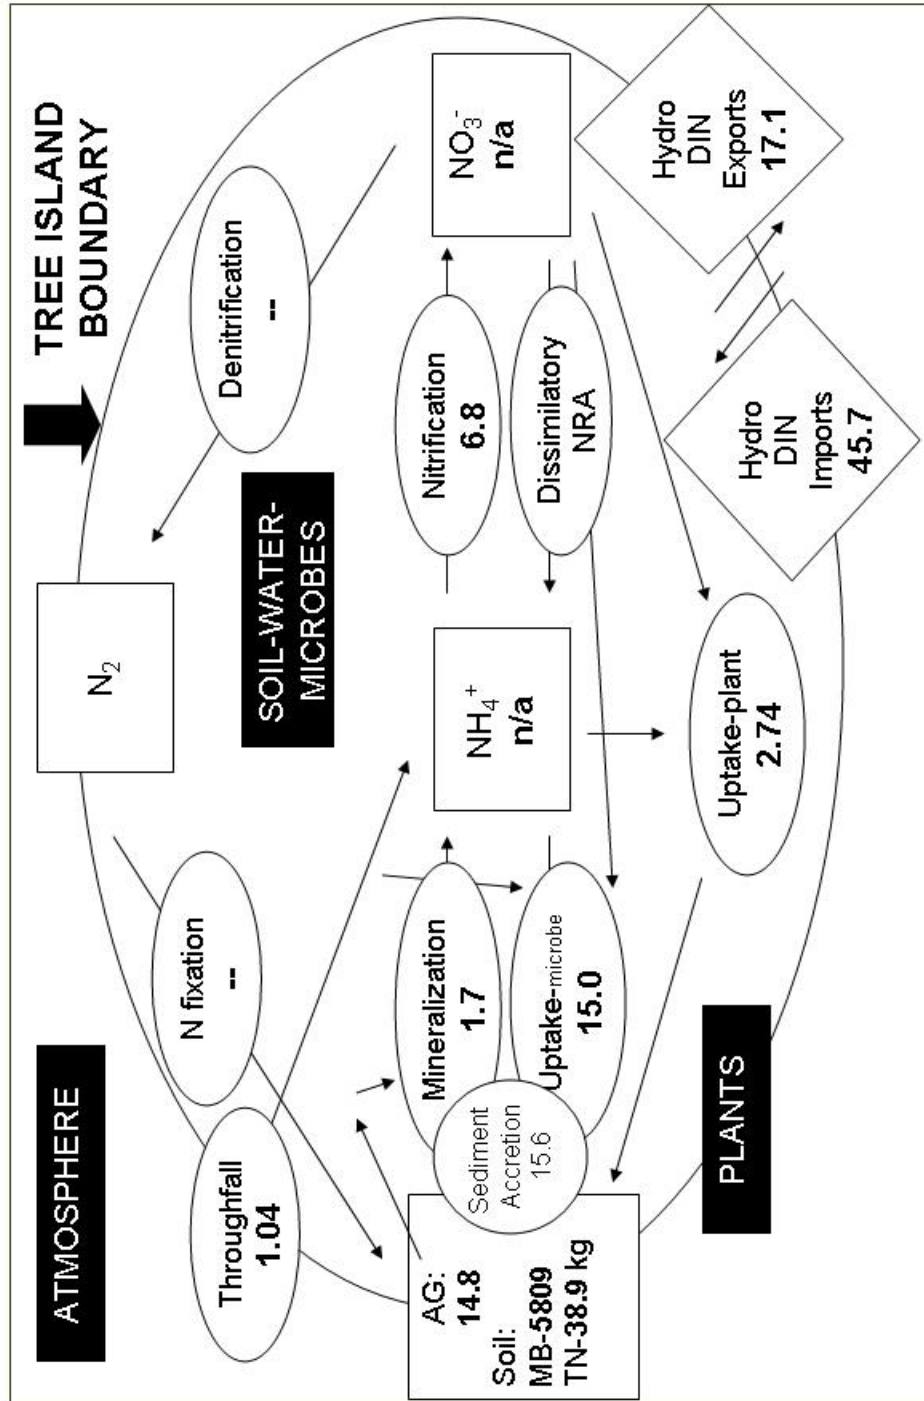 ATMOSPHERE
TREE ISLAND
BOUNDARY
N₂
Throughfall
1.04
N fixation
--
Denitrification
--
SOIL-WATER-
MICROBES
AG:
14.8
Soil:
MB-5809
TN-38.9 kg
Sediment
Accretion
15.6
Mineralization
1.7
Uptake-microbe
15.0
NH₄⁺
n/a
Nitrification
6.8
Dissimilatory
NRA
NO₃⁻
n/a
PLANTS
Uptake-plant
2.74
Hydro
DIN
Imports
45.7
Hydro
DIN
Exports
17.1